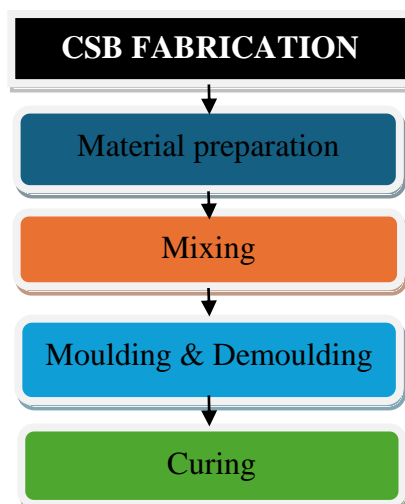 CSB FABRICATION
Material preparation
Mixing
Moulding & Demoulding
Curing